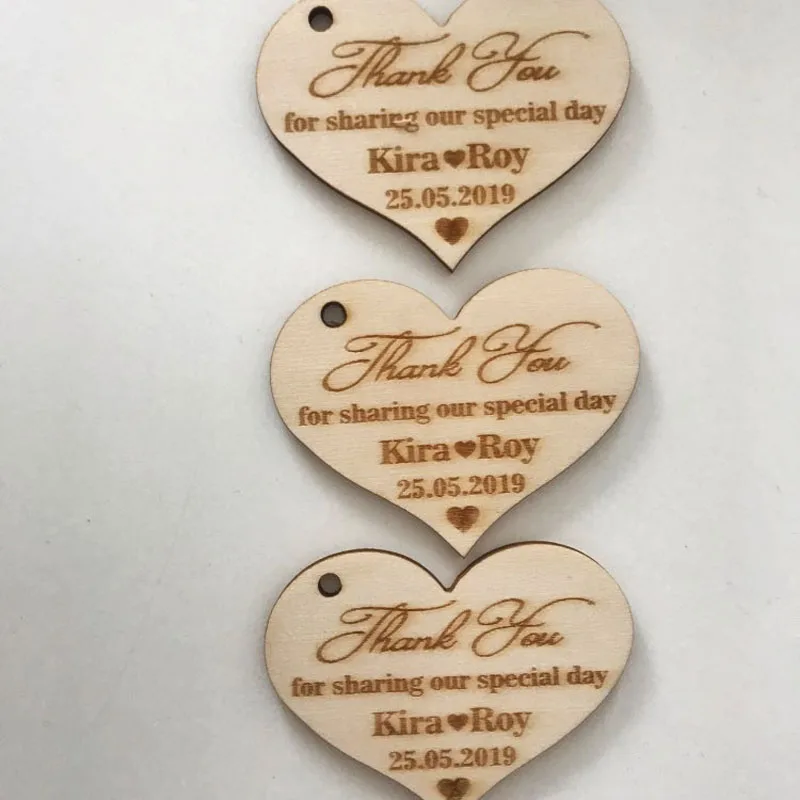 Thank You
for sharing our special day
Kira♥Roy
25.05.2019
Thank You
for sharing our special day
Kira♥Roy
25.05.2019
Thank You
for sharing our special day
Kira♥Roy
25.05.2019